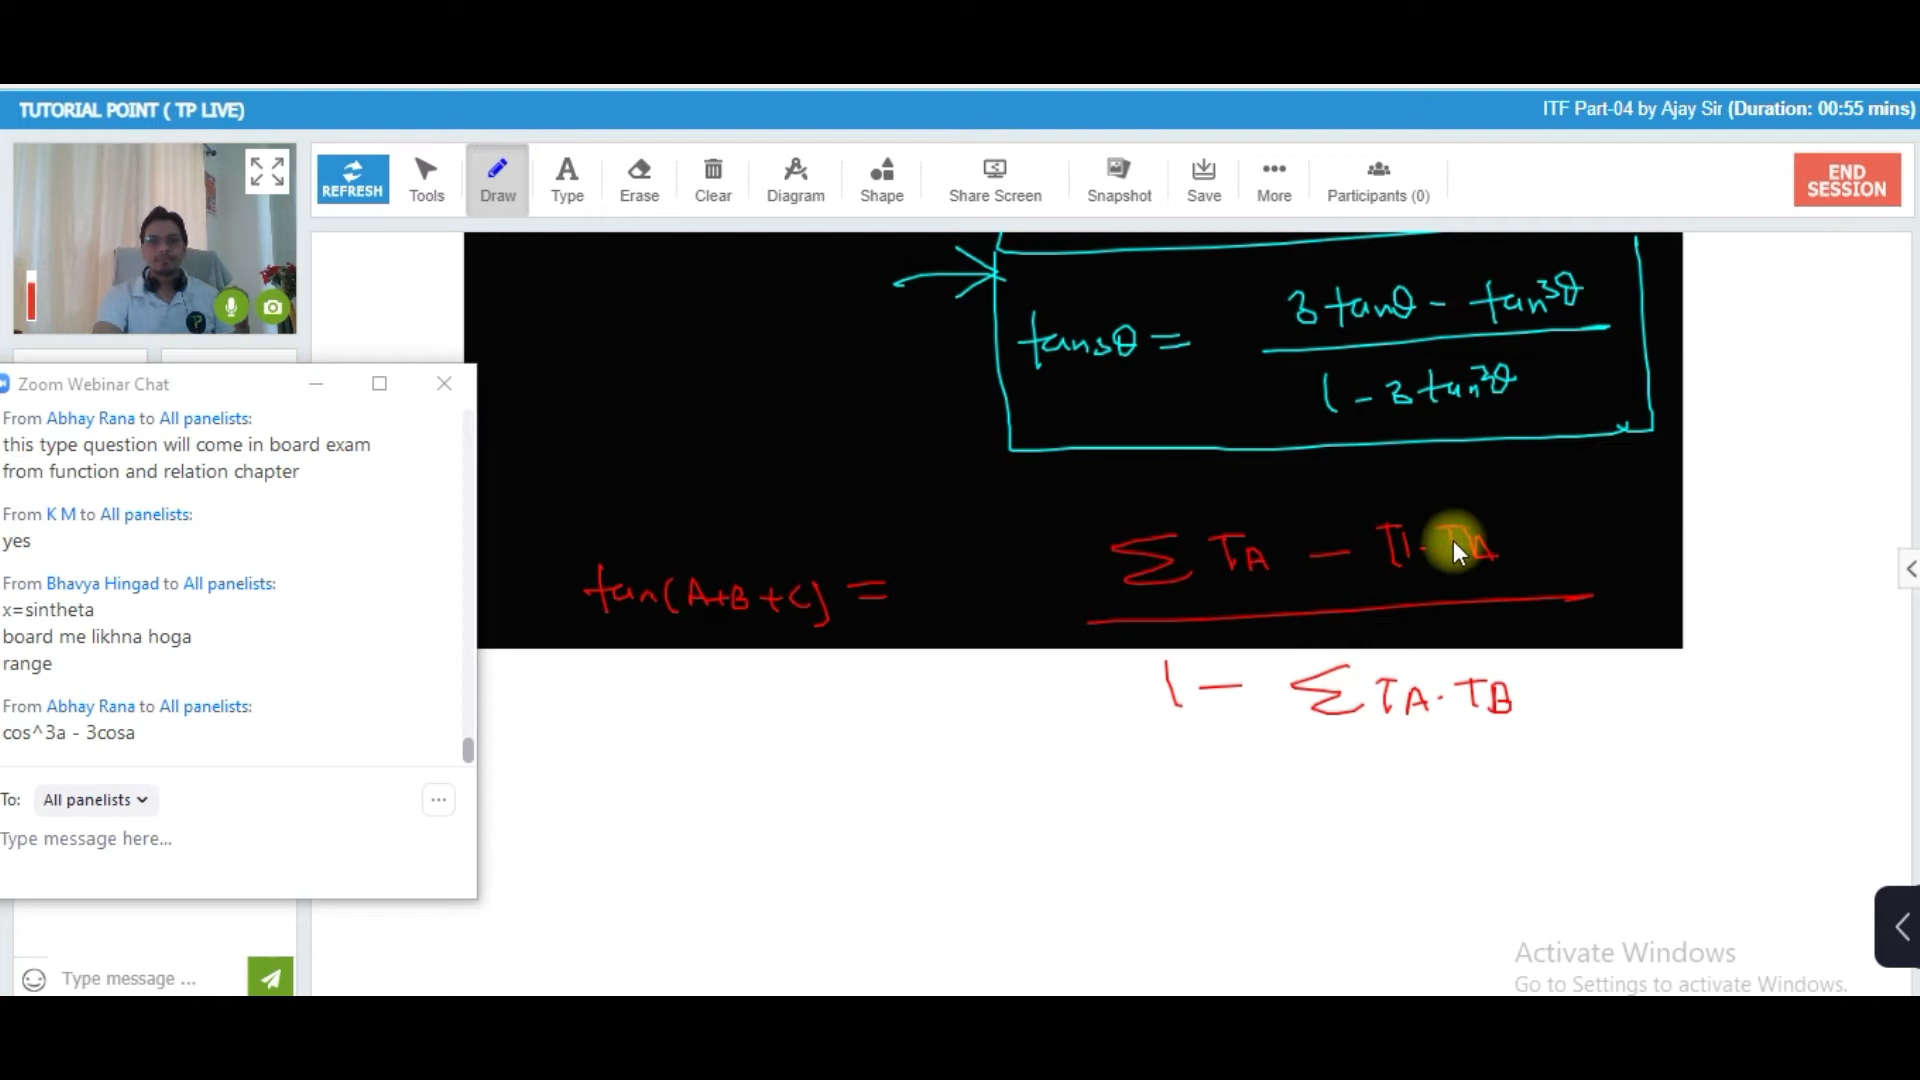 TUTORIAL POINT ( TP LIVE)
ITF Part-04 by Ajay Sir (Duration: 00:55 mins)
REFRESH
Tools
Draw
Type
Erase
Clear
Diagram
Shape
Share Screen
Snapshot
Save
More
Participants (0)
END
SESSION
tan3θ = (3 tanθ - tan³θ) / (1 - 3 tan²θ)
tan(A+B+C) = (Σ TA - Π·TA) / (1 - Σ TA·TB)
Zoom Webinar Chat
From Abhay Rana to All panelists:
this type question will come in board exam
from function and relation chapter
From K M to All panelists:
yes
From Bhavya Hingad to All panelists:
x=sintheta
board me likhna hoga
range
From Abhay Rana to All panelists:
cos^3a - 3cosa
To: All panelists
Type message here...
Type message ...
Activate Windows
Go to Settings to activate Windows.